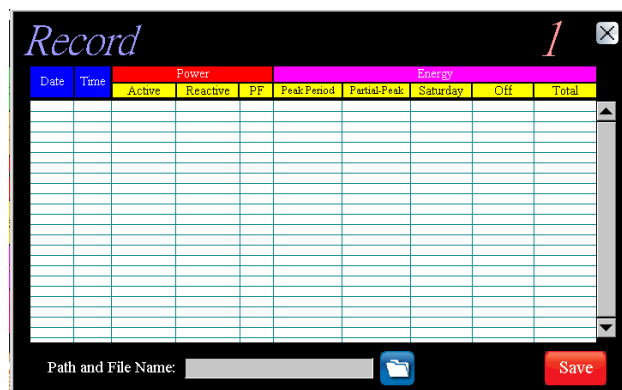 Record 1
Power Energy
Date Time Active Reactive PF Peak Period Partial-Peak Saturday Off Total
Path and File Name: Save